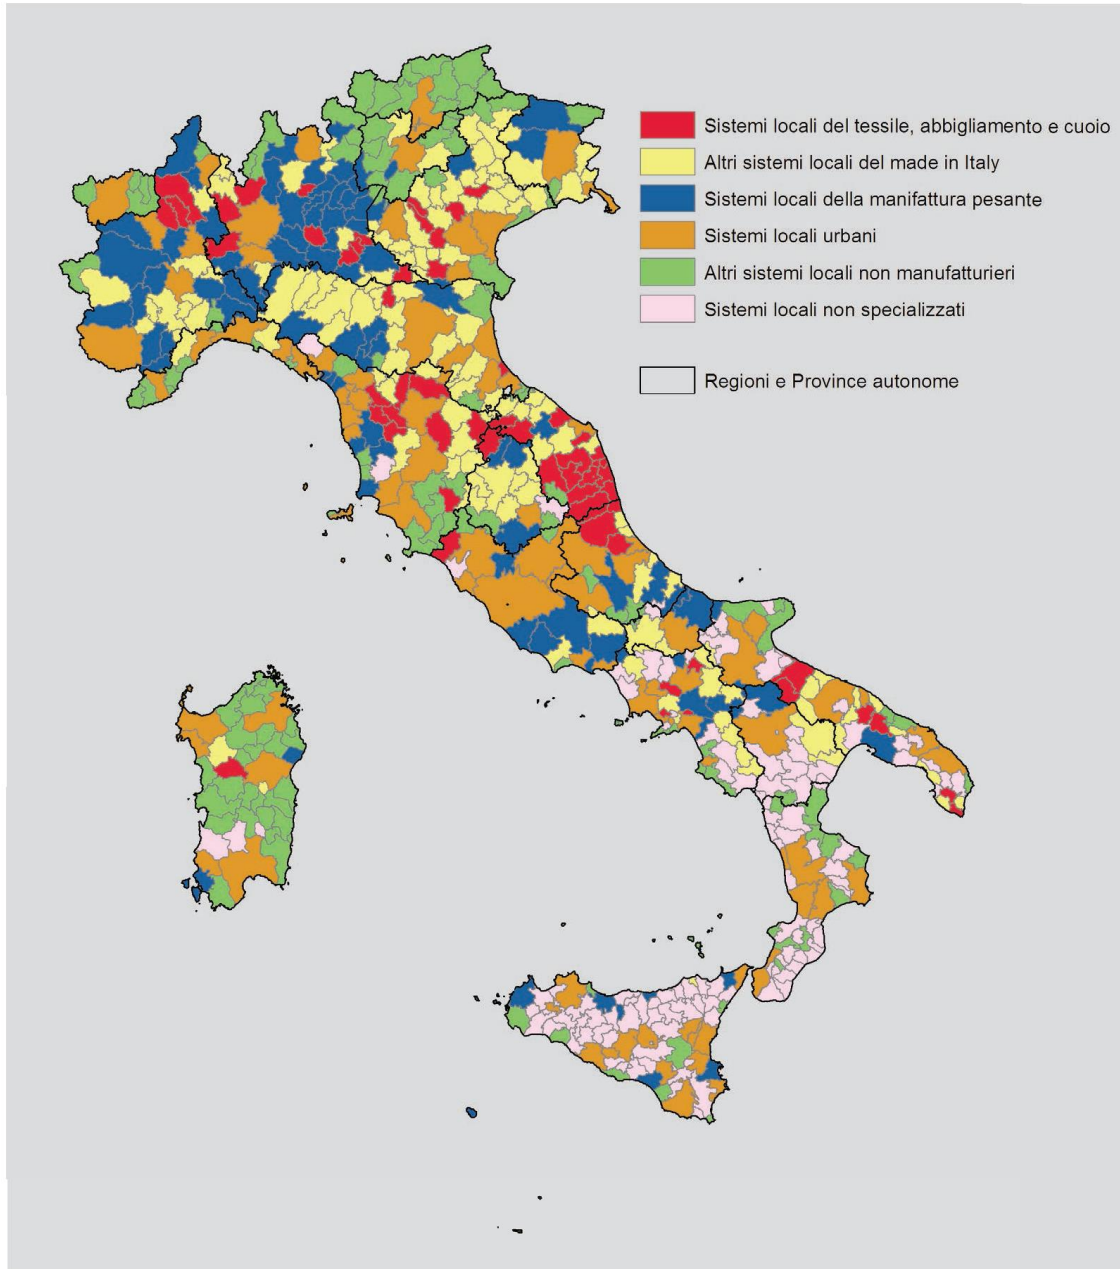 Sistemi locali del tessile, abbigliamento e cuoio
Altri sistemi locali del made in Italy
Sistemi locali della manifattura pesante
Sistemi locali urbani
Altri sistemi locali non manufatturieri
Sistemi locali non specializzati
Regioni e Province autonome